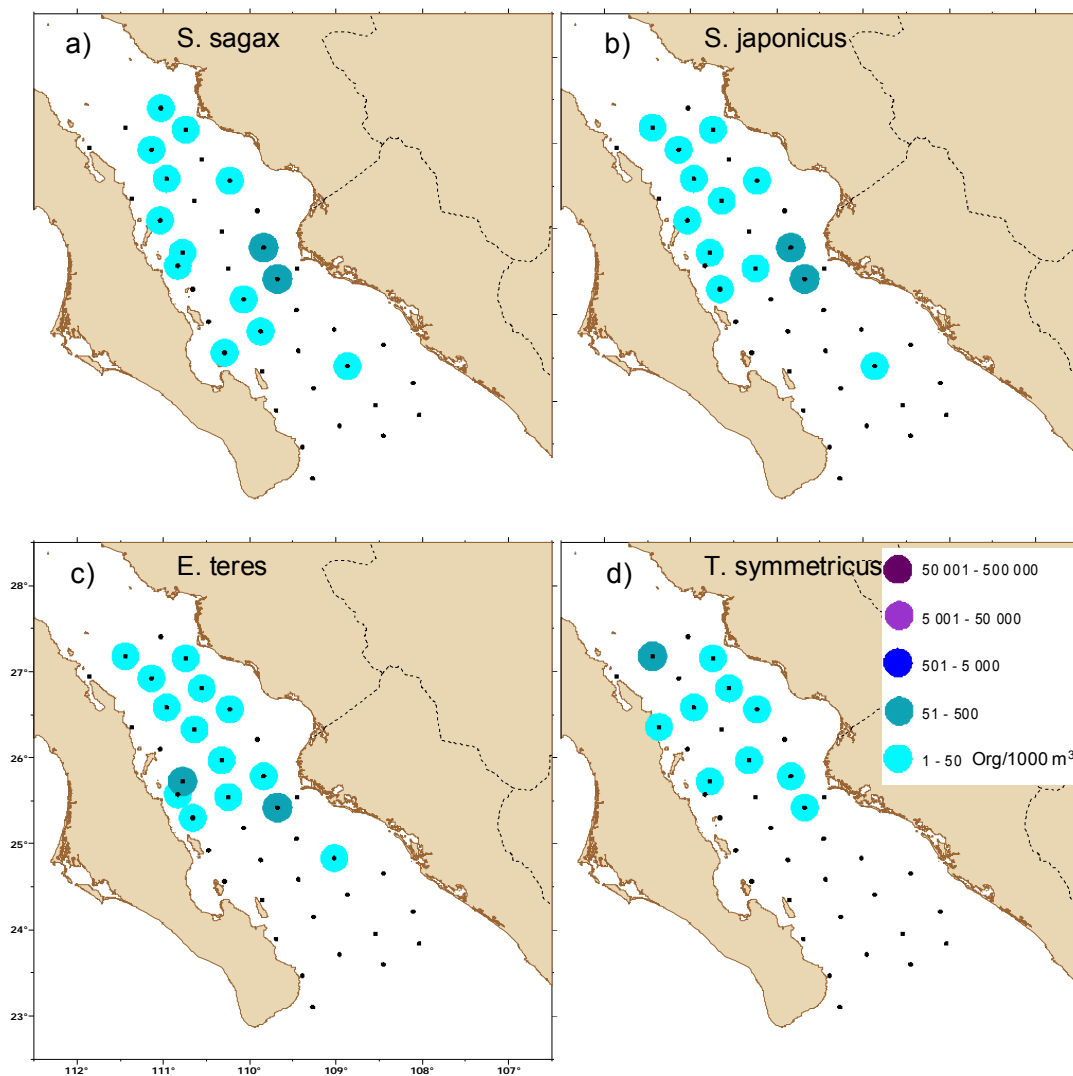 a) S. sagax
b) S. japonicus
c) E. teres
d) T. symmetricus
50 001 - 500 000
5 001 - 50 000
501 - 5 000
51 - 500
1 - 50 Org/1000 m³
28°
27°
26°
25°
24°
23°
112° 111° 110° 109° 108° 107°